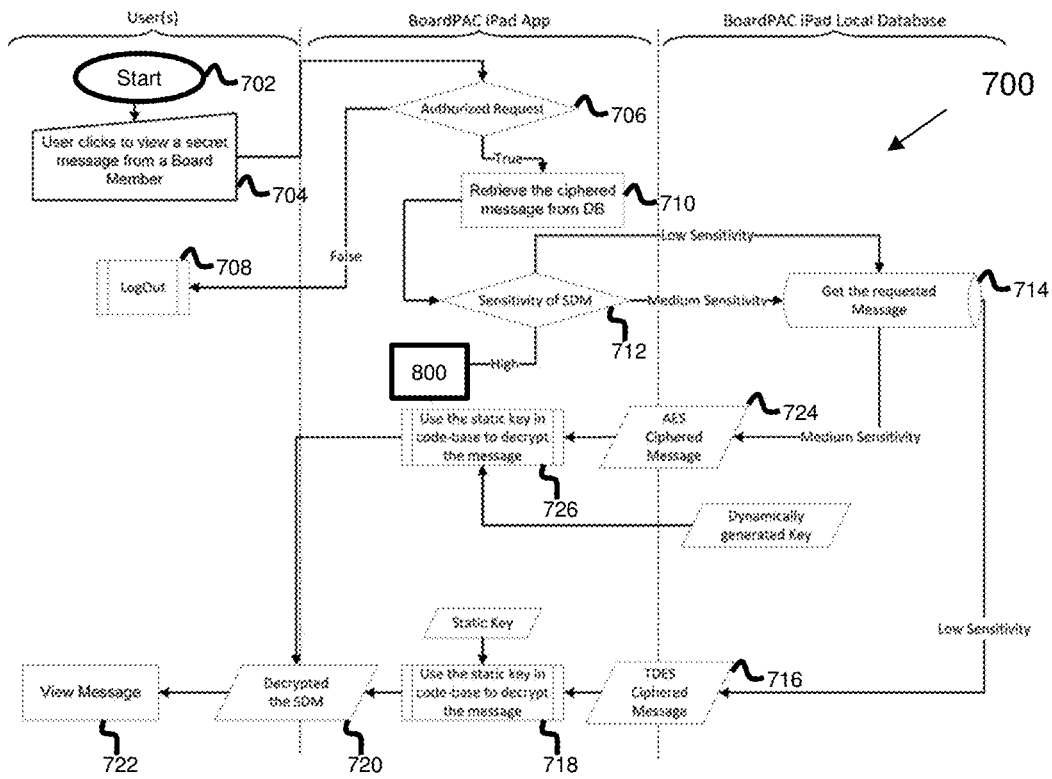 User(s)
BoardPAC iPad App
BoardPAC iPad Local Database
Start
702
700
Authorized Request
706
User clicks to view a secret
message from a Board
Member
704
True
Retrieve the ciphered
message from DB
710
Low Sensitivity
False
708
LogOut
Sensitivity of SDM
Medium Sensitivity
712
Get the requested
Message
714
High
800
Use the static key in
code-base to decrypt
the message
726
AES
Ciphered
Message
724
Medium Sensitivity
Dynamically
generated Key
Static Key
Low Sensitivity
View Message
722
Decrypted
the SDM
720
Use the static key in
code-base to decrypt
the message
718
TDES
Ciphered
Message
716